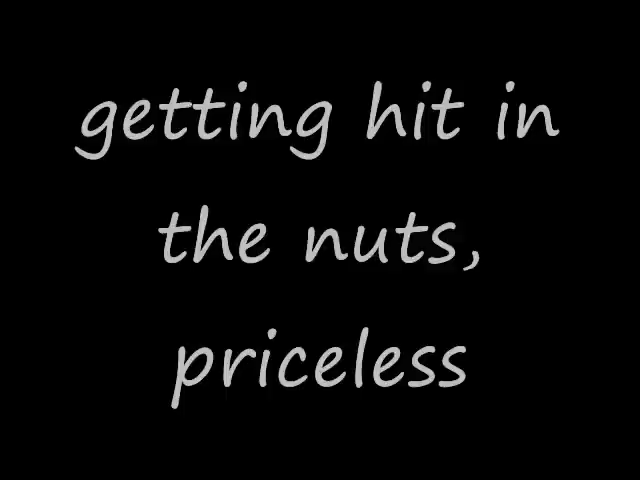 getting hit in
the nuts,
priceless